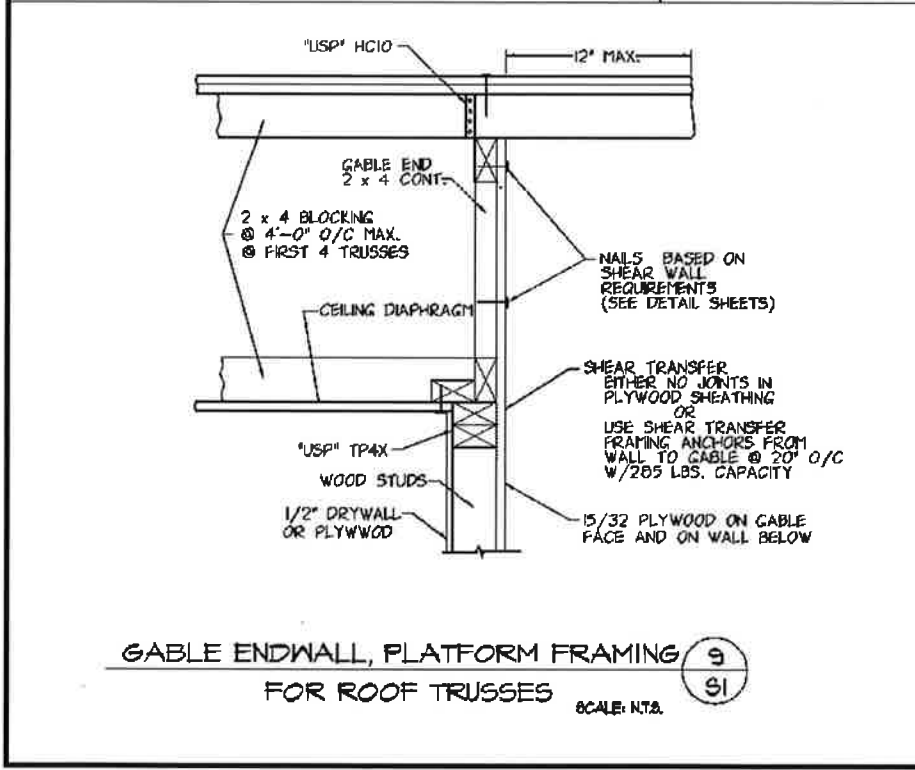 "USP" HC10
12" MAX.
GABLE END
2 x 4 CONT.
2 x 4 BLOCKING
@ 4'-0" O/C MAX.
@ FIRST 4 TRUSSES
NAILS BASED ON
SHEAR WALL
REQUIREMENTS
(SEE DETAIL SHEETS)
CEILING DIAPHRAGM
SHEAR TRANSFER
EITHER NO JOINTS IN
PLYWOOD SHEATHING
OR
USE SHEAR TRANSFER
FRAMING ANCHORS FROM
WALL TO GABLE @ 20" O/C
W/285 LBS. CAPACITY
"USP" TP4X
WOOD STUDS
1/2" DRYWALL
OR PLYWWOD
15/32 PLYWOOD ON GABLE
FACE AND ON WALL BELOW
GABLE ENDWALL, PLATFORM FRAMING
FOR ROOF TRUSSES
SCALE: N.T.S.
9
S1